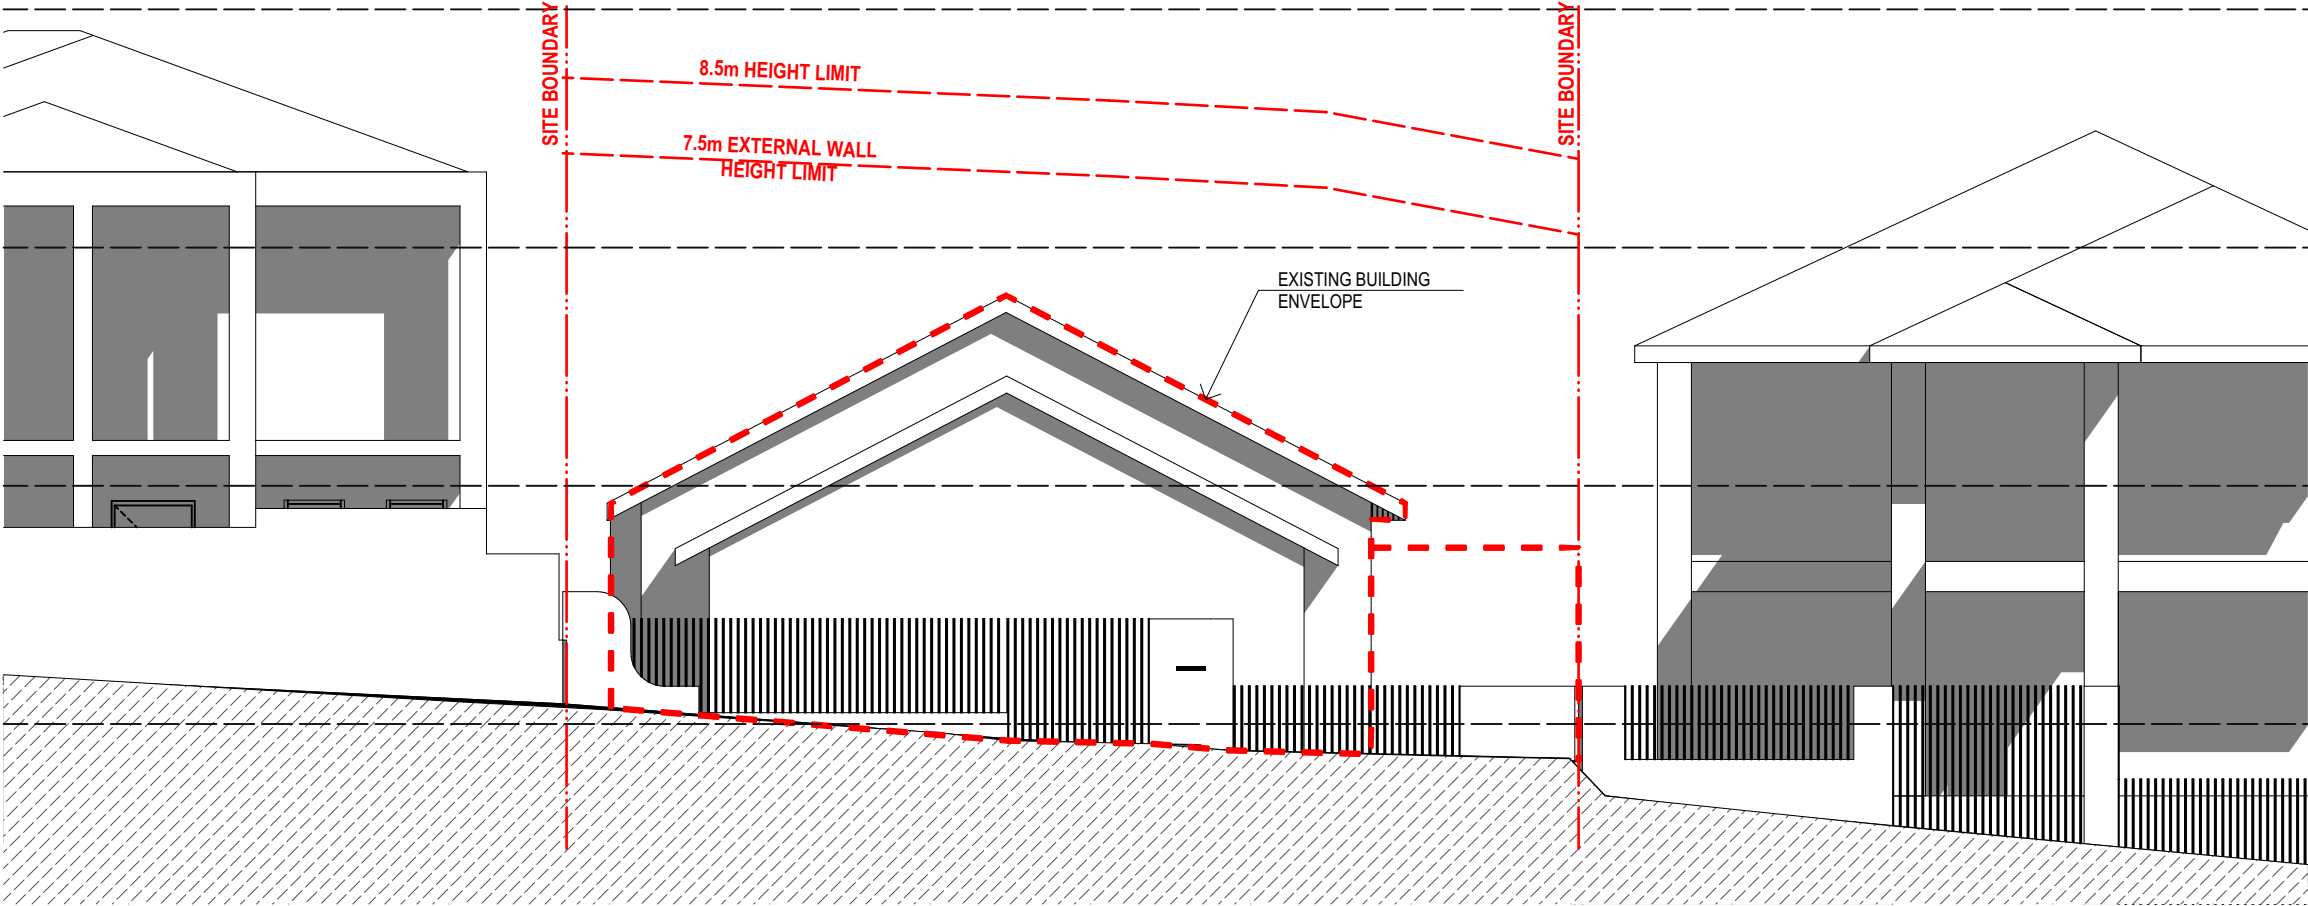 SITE BOUNDARY
8.5m HEIGHT LIMIT
7.5m EXTERNAL WALL
HEIGHT LIMIT
SITE BOUNDARY
EXISTING BUILDING
ENVELOPE